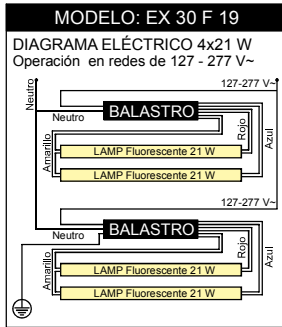 MODELO: EX 30 F 19
DIAGRAMA ELÉCTRICO 4x21 W
Operación en redes de 127 - 277 V~
Neutro
127-277 V~
BALASTRO
Neutro
Amarillo
Rojo
Azul
LAMP Fluorescente 21 W
LAMP Fluorescente 21 W
127-277 V~
BALASTRO
Neutro
Amarillo
Rojo
Azul
LAMP Fluorescente 21 W
LAMP Fluorescente 21 W